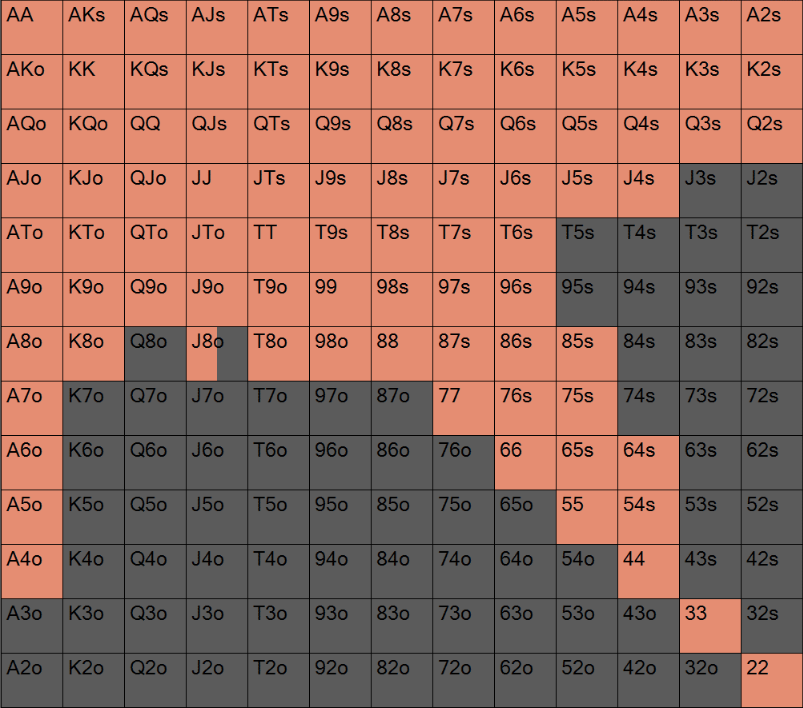 AA AKs AQs AJs ATs A9s A8s A7s A6s A5s A4s A3s A2s
AKo KK KQs KJs KTs K9s K8s K7s K6s K5s K4s K3s K2s
AQo KQo QQ QJs QTs Q9s Q8s Q7s Q6s Q5s Q4s Q3s Q2s
AJo KJo QJo JJ JTs J9s J8s J7s J6s J5s J4s J3s J2s
ATo KTo QTo JTo TT T9s T8s T7s T6s T5s T4s T3s T2s
A9o K9o Q9o J9o T9o 99 98s 97s 96s 95s 94s 93s 92s
A8o K8o Q8o J8o T8o 98o 88 87s 86s 85s 84s 83s 82s
A7o K7o Q7o J7o T7o 97o 87o 77 76s 75s 74s 73s 72s
A6o K6o Q6o J6o T6o 96o 86o 76o 66 65s 64s 63s 62s
A5o K5o Q5o J5o T5o 95o 85o 75o 65o 55 54s 53s 52s
A4o K4o Q4o J4o T4o 94o 84o 74o 64o 54o 44 43s 42s
A3o K3o Q3o J3o T3o 93o 83o 73o 63o 53o 43o 33 32s
A2o K2o Q2o J2o T2o 92o 82o 72o 62o 52o 42o 32o 22